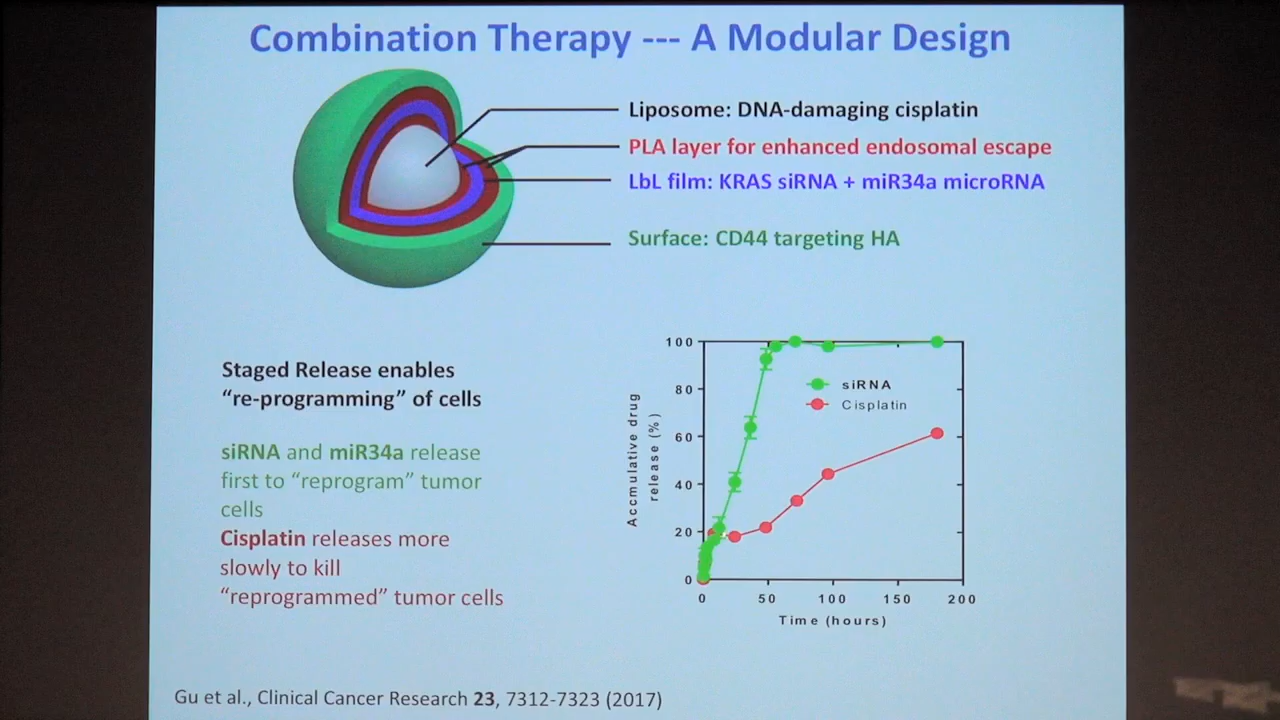 Combination Therapy --- A Modular Design
Liposome: DNA-damaging cisplatin
PLA layer for enhanced endosomal escape
LbL film: KRAS siRNA + miR34a microRNA
Surface: CD44 targeting HA
Staged Release enables
“re-programming” of cells
siRNA and miR34a release
first to “reprogram” tumor
cells
Cisplatin releases more
slowly to kill
“reprogrammed” tumor cells
Accmulative drug
release (%)
100
80
60
40
20
0
siRNA
Cisplatin
0 50 100 150 200
Time (hours)
Gu et al., Clinical Cancer Research 23, 7312-7323 (2017)